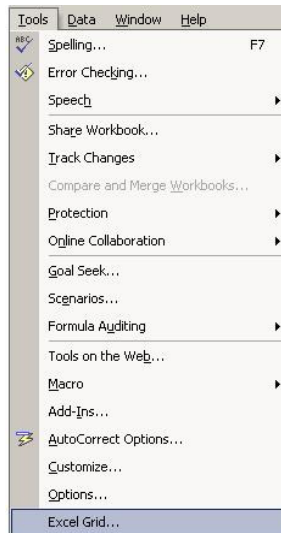 Tools Data Window Help
ABC Spelling... F7
Error Checking...
Speech
Share Workbook...
Track Changes
Compare and Merge Workbooks...
Protection
Online Collaboration
Goal Seek...
Scenarios...
Formula Auditing
Tools on the Web...
Macro
Add-Ins...
AutoCorrect Options...
Customize...
Options...
Excel Grid...